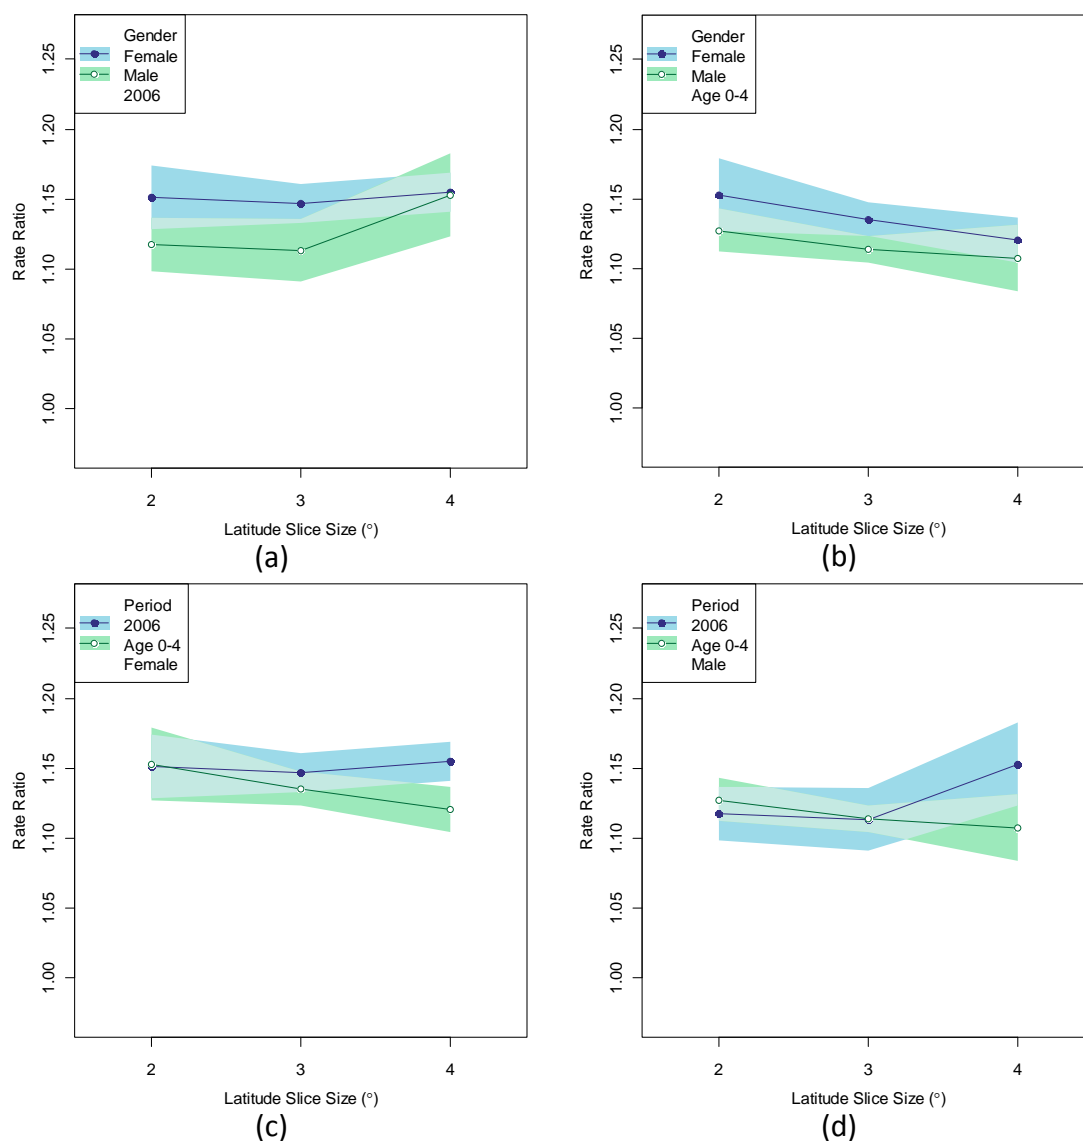 Gender
Female
Male
2006
1.25
1.20
1.15
1.10
1.05
1.00
Rate Ratio
2 3 4
Latitude Slice Size (°)
(a)
Gender
Female
Male
Age 0-4
1.25
1.20
1.15
1.10
1.05
1.00
Rate Ratio
2 3 4
Latitude Slice Size (°)
(b)
Period
2006
Age 0-4
Female
1.25
1.20
1.15
1.10
1.05
1.00
Rate Ratio
2 3 4
Latitude Slice Size (°)
(c)
Period
2006
Age 0-4
Male
1.25
1.20
1.15
1.10
1.05
1.00
Rate Ratio
2 3 4
Latitude Slice Size (°)
(d)